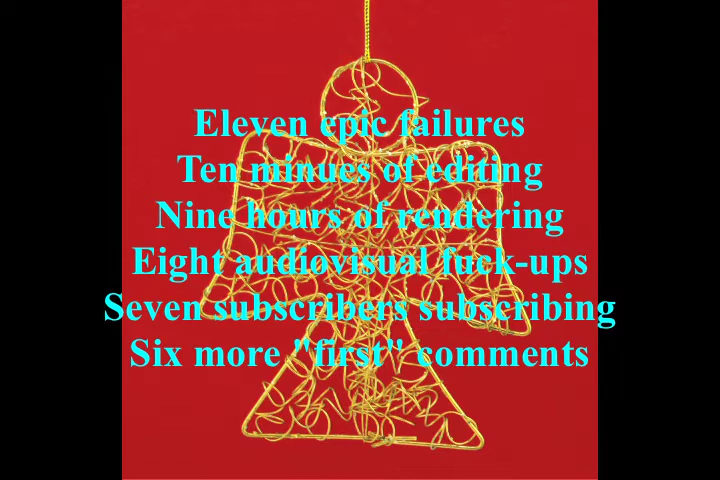 Eleven epic failures
Ten minues of editing
Nine hours of rendering
Eight audiovisual fuck-ups
Seven subscribers subscribing
Six more "first" comments